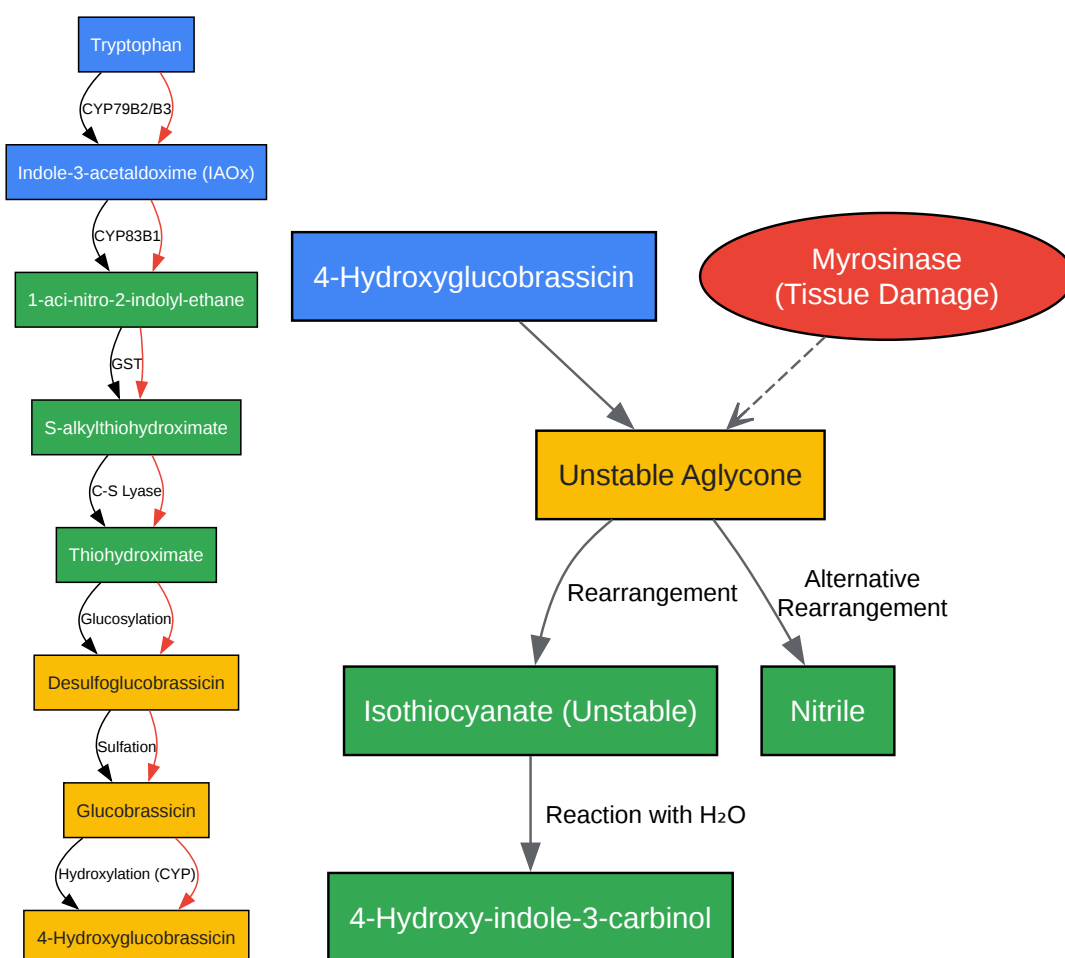 Tryptophan
CYP79B2/B3
Indole-3-acetaldoxime (IAOx)
CYP83B1
1-aci-nitro-2-indolyl-ethane
GST
S-alkylthiohydroximate
C-S Lyase
Thiohydroximate
Glucosylation
Desulfoglucobrassicin
Sulfation
Glucobrassicin
Hydroxylation (CYP)
4-Hydroxyglucobrassicin
4-Hydroxyglucobrassicin
Myrosinase
(Tissue Damage)
Unstable Aglycone
Rearrangement
Alternative
Rearrangement
Isothiocyanate (Unstable)
Nitrile
Reaction with H₂O
4-Hydroxy-indole-3-carbinol